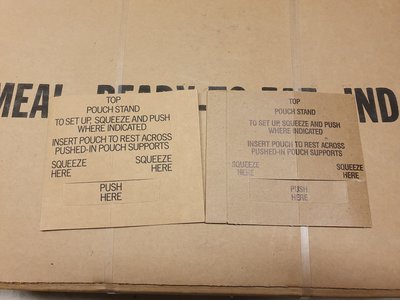 MEAL READY-TO-EAT IND
TOP
POUCH STAND
TO SET UP, SQUEEZE AND PUSH
WHERE INDICATED
INSERT POUCH TO REST ACROSS
PUSHED-IN POUCH SUPPORTS
SQUEEZE HERE
SQUEEZE HERE
PUSH
HERE
TOP
POUCH STAND
TO SET UP, SQUEEZE AND PUSH
WHERE INDICATED
INSERT POUCH TO REST ACROSS
PUSHED-IN POUCH SUPPORTS
SQUEEZE HERE
SQUEEZE HERE
PUSH
HERE